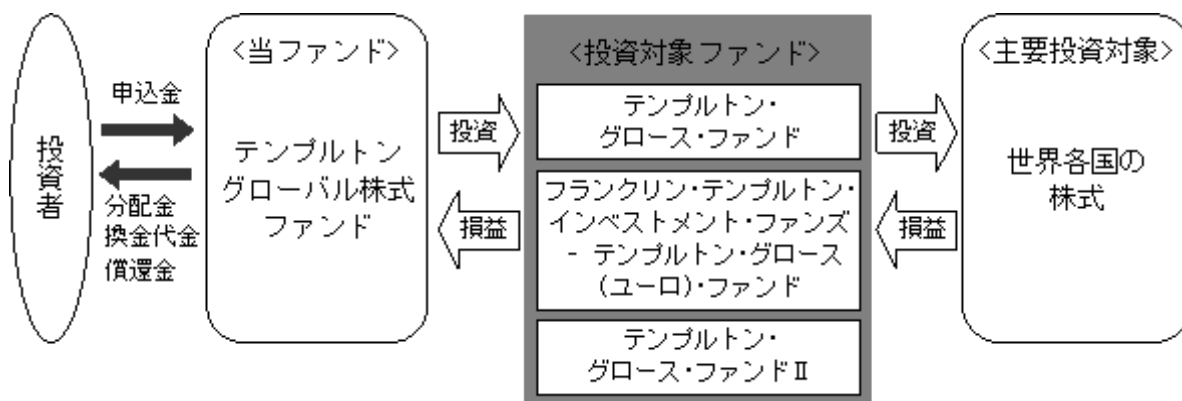 投資者
申込金
分配金
換金代金
償還金
<当ファンド>
テンプルトン
グローバル株式
ファンド
投資
損益
<投資対象ファンド>
テンプルトン・
グロース・ファンド
フランクリン・テンプルトン・
インベストメント・ファンズ
- テンプルトン・グロース
(ユーロ)・ファンド
テンプルトン・
グロース・ファンドⅡ
投資
損益
<主要投資対象>
世界各国の
株式